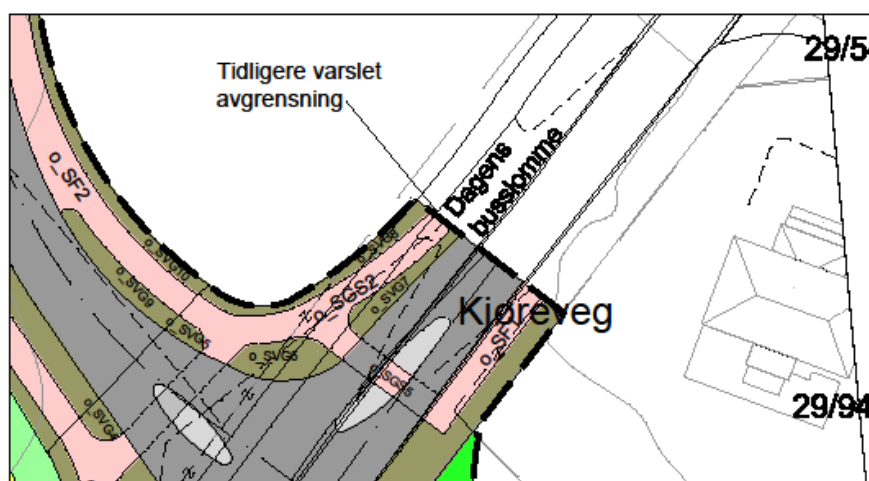 Tidligere varslet
avgrensning
29/5
Dagens
busslomme
o_SF2
o_SVG10
o_SVG9
o_SVG8
o_SGS2
o_SVG7
Kjøreveg
o_SVG5
o_SVG6
o_SF
o_SGS5
o_SVG4
29/94